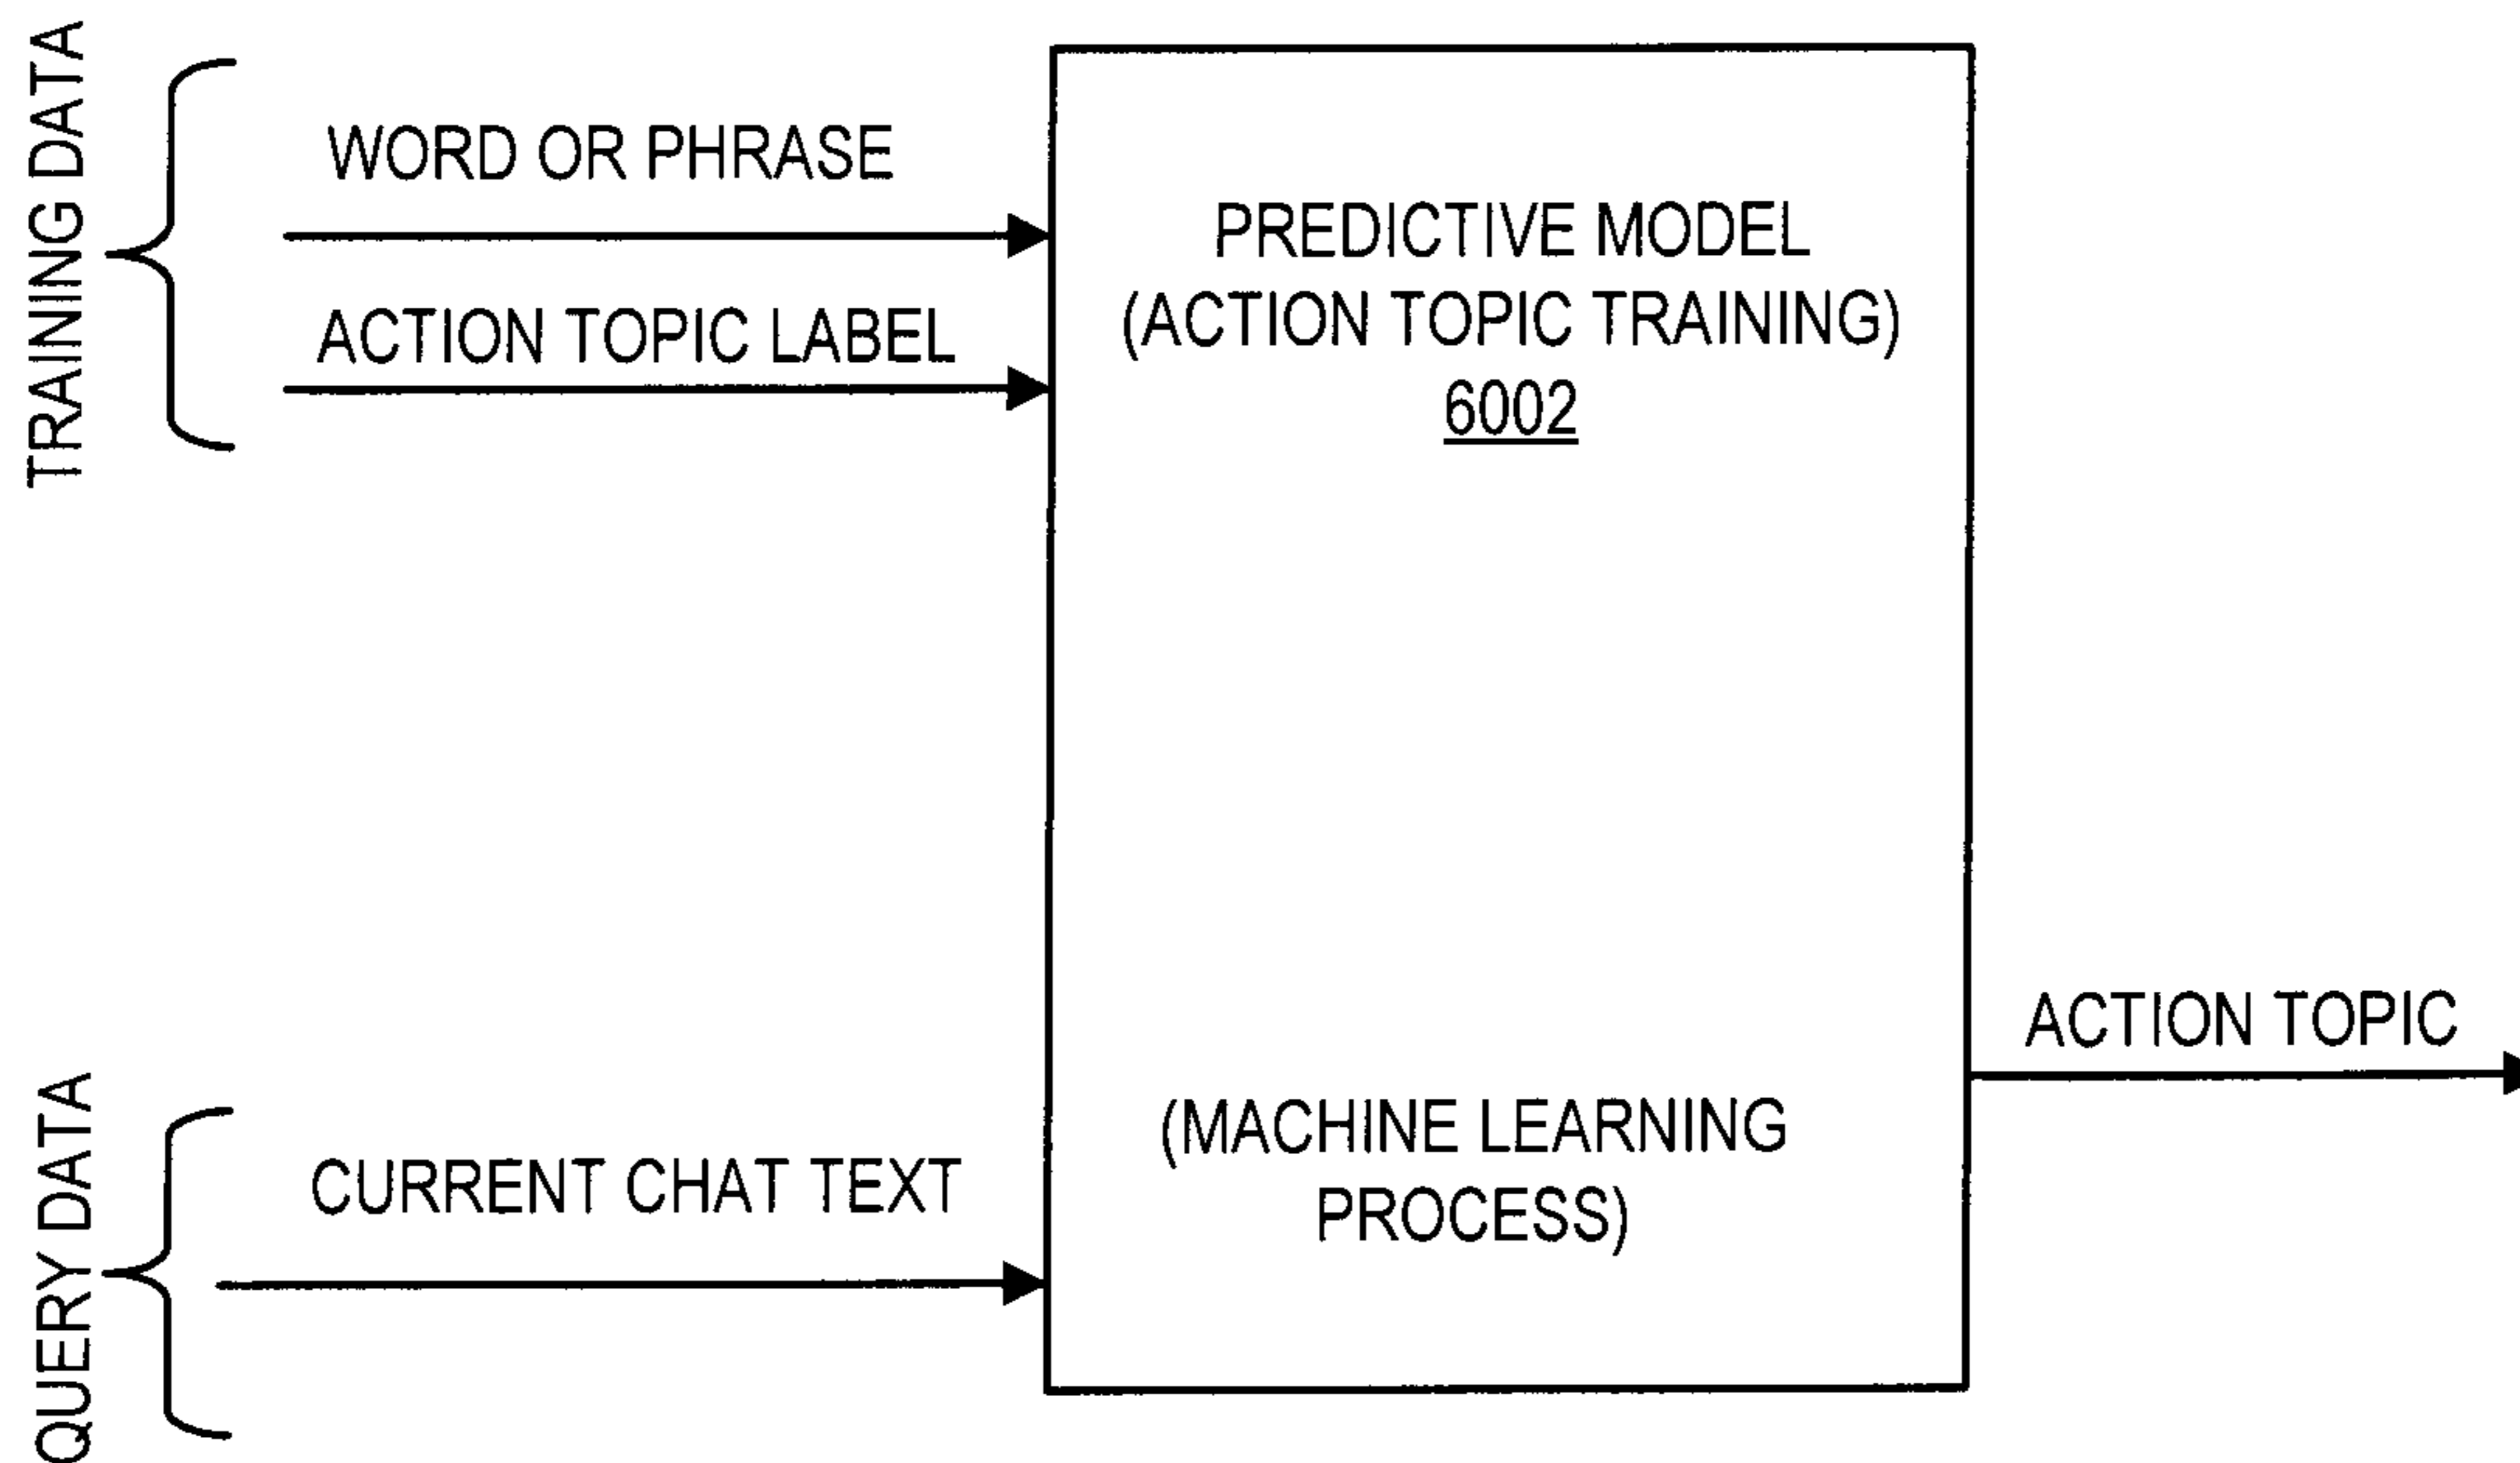 TRAINING DATA
WORD OR PHRASE
ACTION TOPIC LABEL
PREDICTIVE MODEL
(ACTION TOPIC TRAINING)
6002
QUERY DATA
CURRENT CHAT TEXT
(MACHINE LEARNING
PROCESS)
ACTION TOPIC